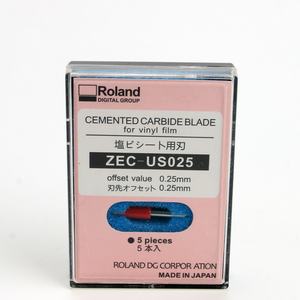 Roland
DIGITAL GROUP
CEMENTED CARBIDE BLADE
for vinyl film
塩ビシート用刃
ZEC-US025
offset value 0.25mm
刃先オフセット 0.25mm
● 5 pieces
5本入
ROLAND DG CORPOR ATION
MADE IN JAPAN